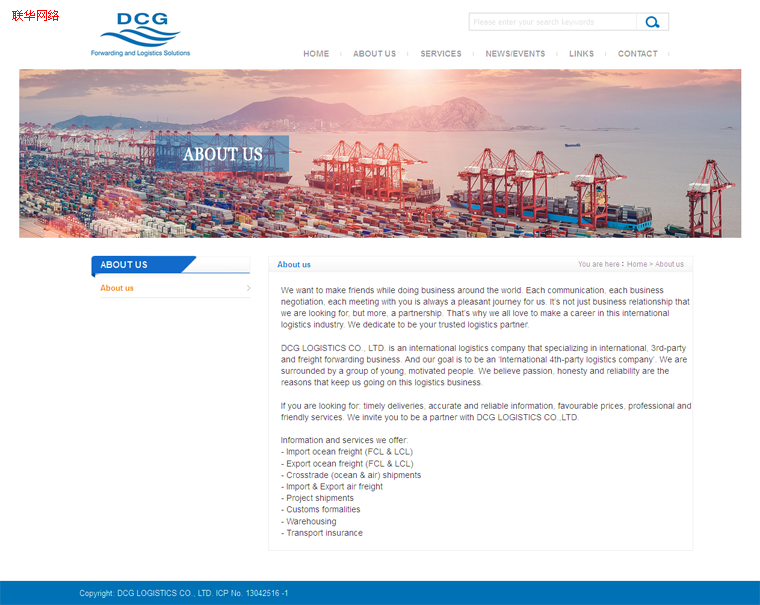 联华网络
DCG
Forwarding and Logistics Solutions
Please enter your search keywords
HOME
ABOUT US
SERVICES
NEWS/EVENTS
LINKS
CONTACT
ABOUT US
ABOUT US
About us
About us
You are here : Home > About us
We want to make friends while doing business around the world. Each communication, each business
negotiation, each meeting with you is always a pleasant journey for us. It's not just business relationship that
we are looking for, but more, a partnership. That's why we all love to make a career in this international
logistics industry. We dedicate to be your trusted logistics partner.
DCG LOGISTICS CO., LTD. is an international logistics company that specializing in international, 3rd-party
and freight forwarding business. And our goal is to be an 'International 4th-party logistics company'. We are
surrounded by a group of young, motivated people. We believe passion, honesty and reliability are the
reasons that keep us going on this logistics business.
If you are looking for: timely deliveries, accurate and reliable information, favourable prices, professional and
friendly services. We invite you to be a partner with DCG LOGISTICS CO.,LTD.
Information and services we offer:
- Import ocean freight (FCL & LCL)
- Export ocean freight (FCL & LCL)
- Crosstrade (ocean & air) shipments
- Import & Export air freight
- Project shipments
- Customs formalities
- Warehousing
- Transport insurance
Copyright: DCG LOGISTICS CO., LTD. ICP No. 13042516 -1